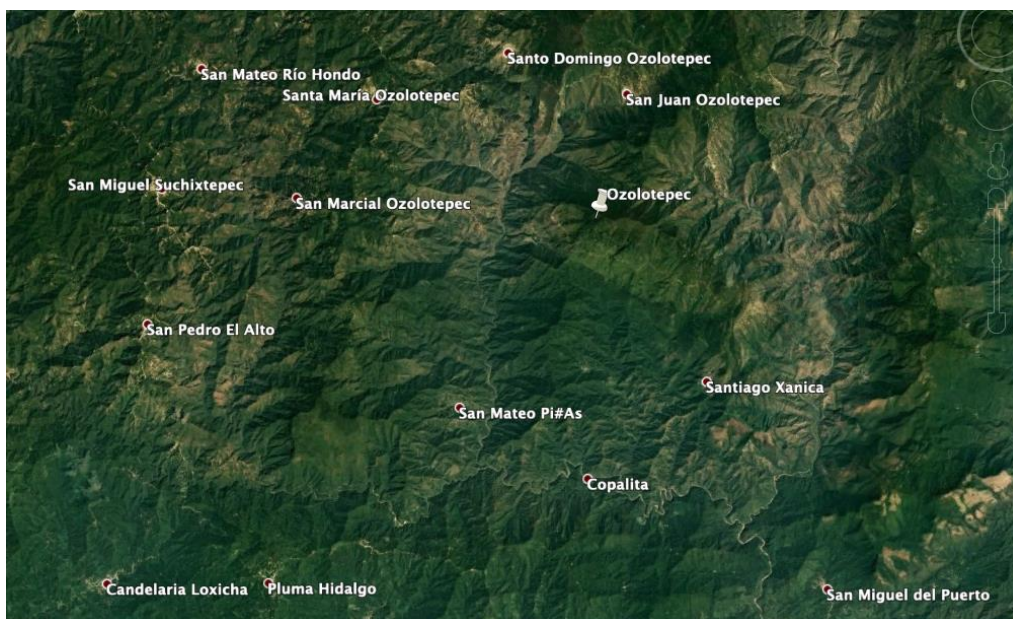 Santo Domingo Ozolotepec
San Mateo Río Hondo
Santa María Ozolotepec
San Juan Ozolotepec
San Miguel Suchixtepec
Ozolotepec
San Marcial Ozolotepec
San Pedro El Alto
Santiago Xanica
San Mateo Pi#As
Copalita
Candelaria Loxicha
Pluma Hidalgo
San Miguel del Puerto